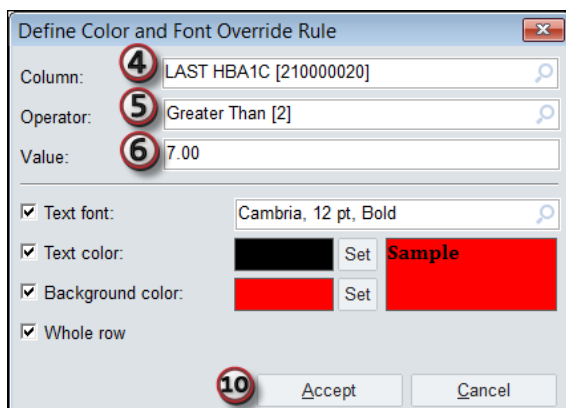 Define Color and Font Override Rule
Column: 4 LAST HBA1C [210000020]
Operator: 5 Greater Than [2]
Value: 6 7.00
Text font: Cambria, 12 pt, Bold
Text color: Set Sample
Background color: Set
Whole row
10 Accept Cancel